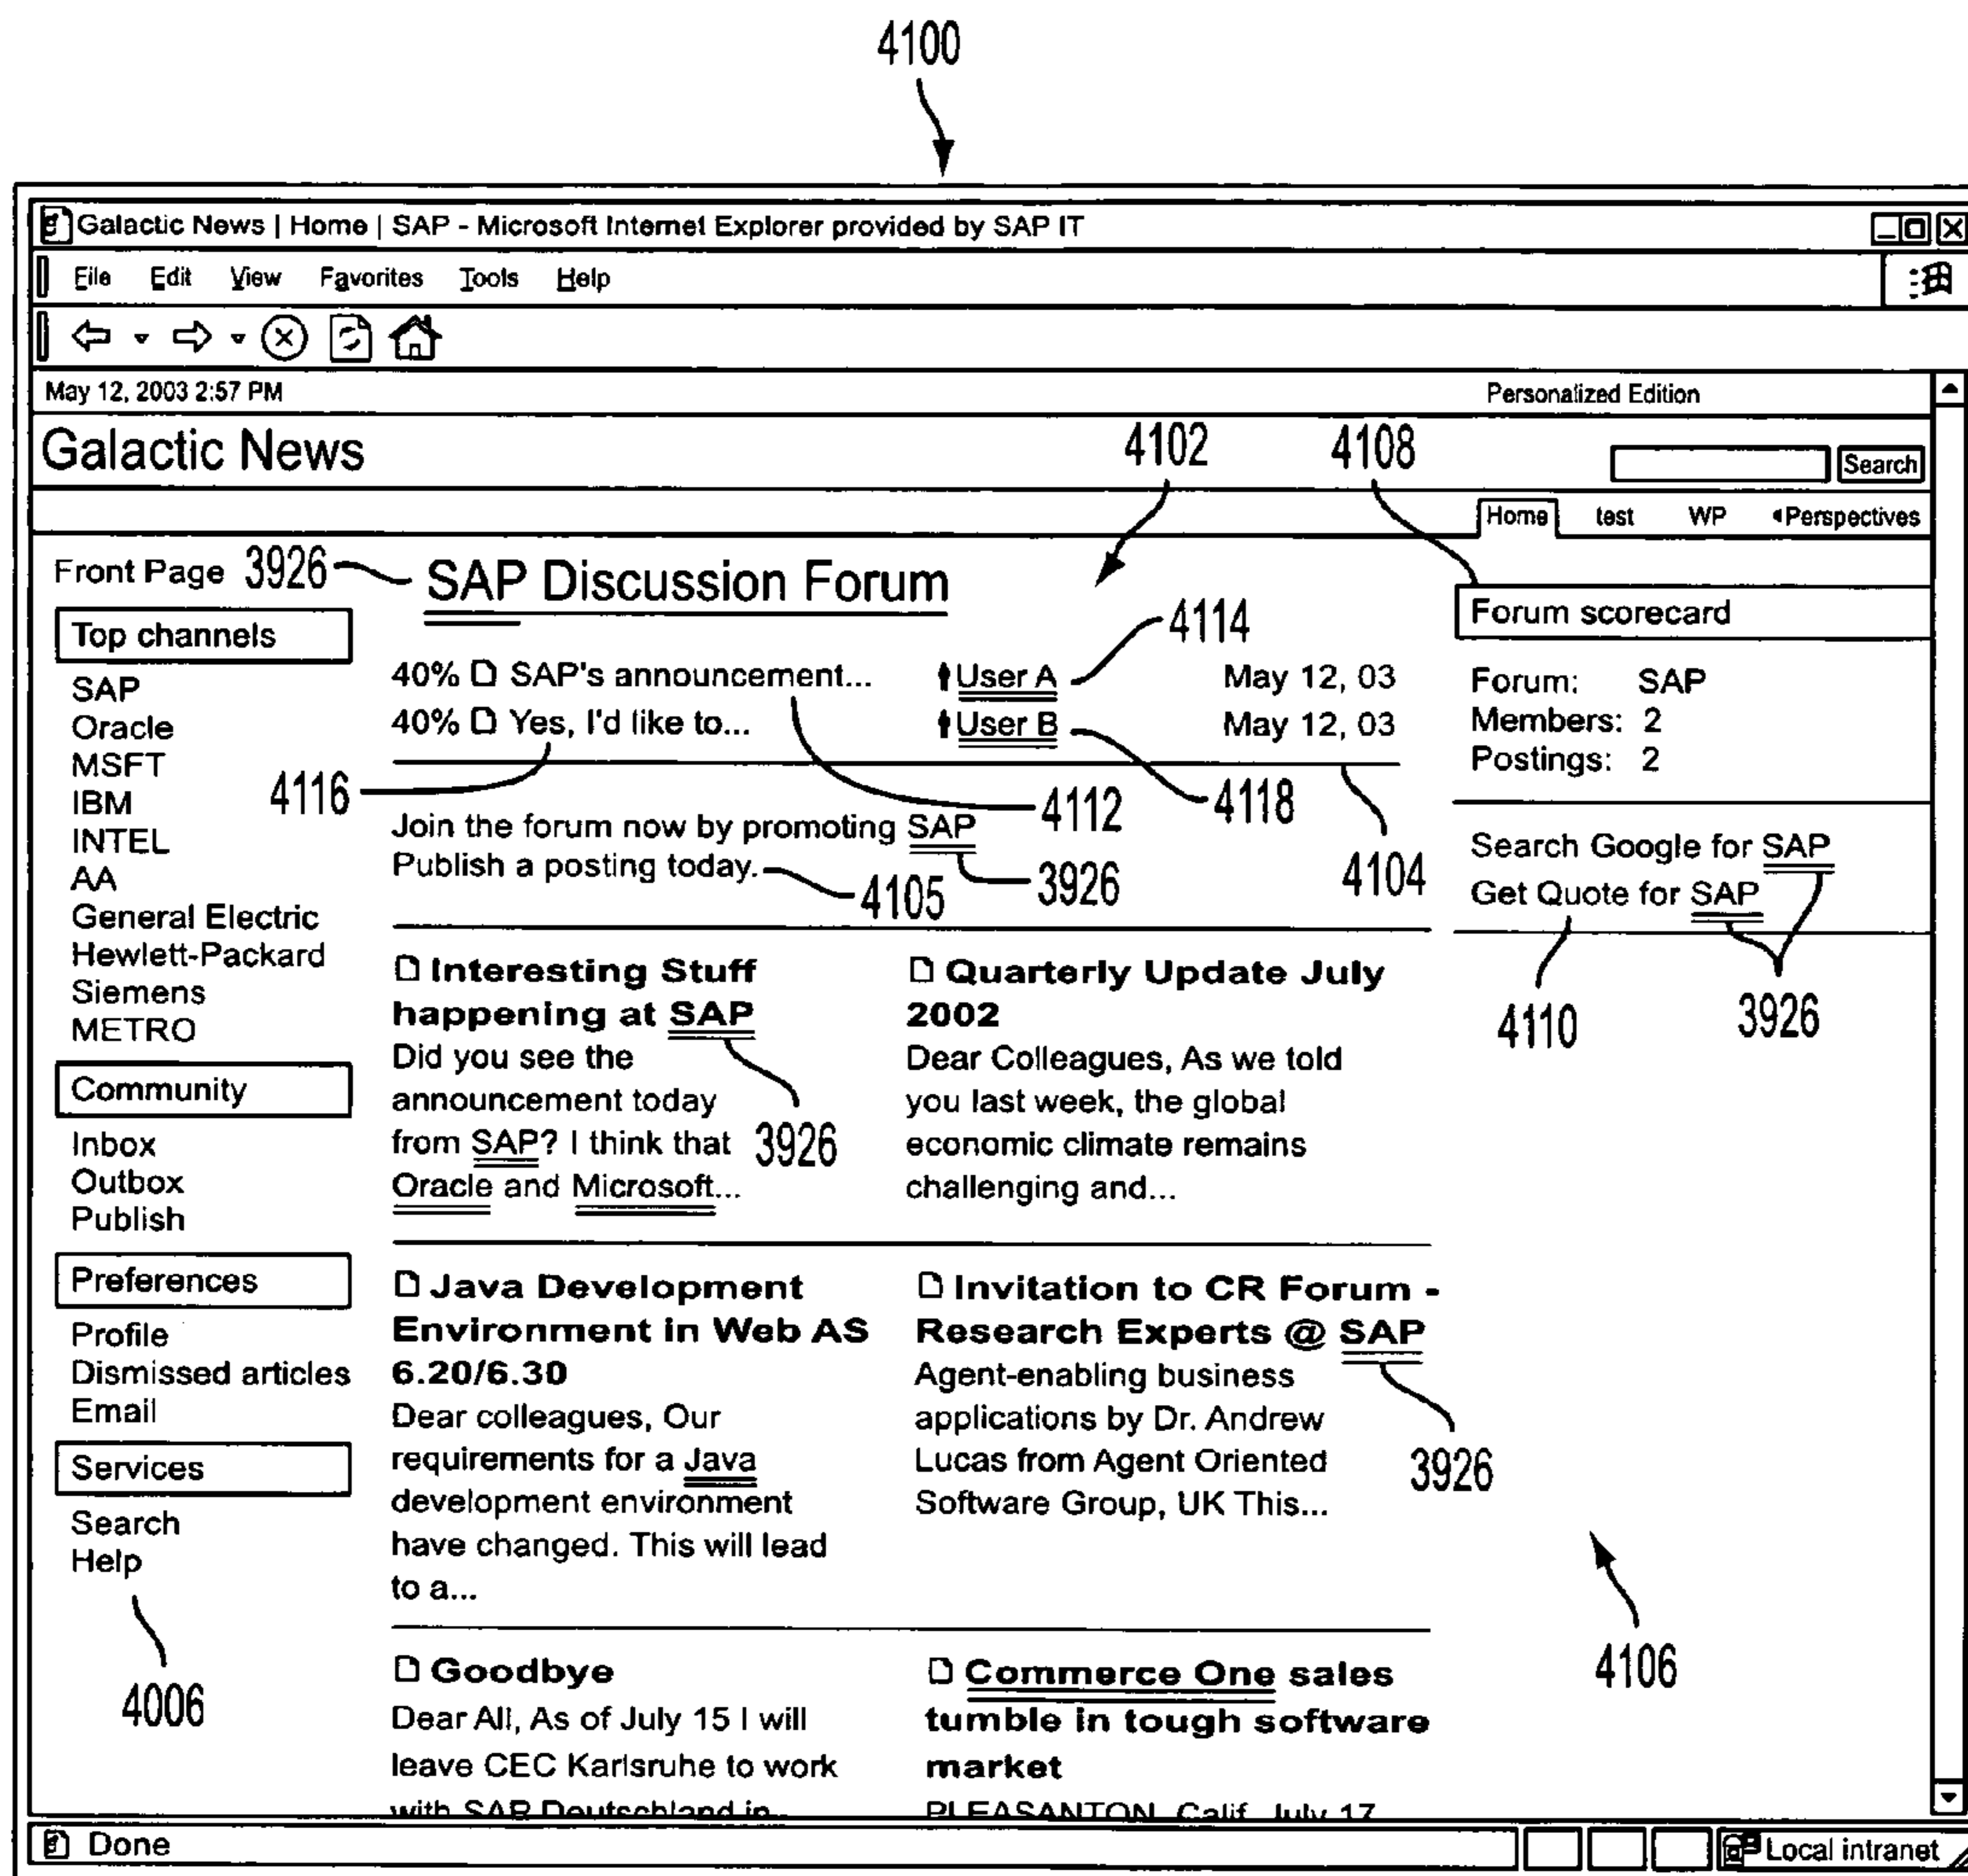 4100
Galactic News | Home | SAP - Microsoft Internet Explorer provided by SAP IT
File Edit View Favorites Tools Help
May 12, 2003 2:57 PM Personalized Edition
Galactic News 4102 4108 Search
Home test WP Perspectives
Front Page 3926 SAP Discussion Forum
Top channels
SAP
Oracle
MSFT
IBM
INTEL
AA
General Electric
Hewlett-Packard
Siemens
METRO
Community
Inbox
Outbox
Publish
Preferences
Profile
Dismissed articles
Email
Services
Search
Help
4006
4114
40% SAP's announcement... User A May 12, 03
40% Yes, I'd like to... User B May 12, 03
4116 4112 4118
Join the forum now by promoting SAP
Publish a posting today.
4105 3926 4104
Interesting Stuff
happening at SAP
Did you see the
announcement today
from SAP? I think that
Oracle and Microsoft...
3926
Quarterly Update July
2002
Dear Colleagues, As we told
you last week, the global
economic climate remains
challenging and...
Java Development
Environment in Web AS
6.20/6.30
Dear colleagues, Our
requirements for a Java
development environment
have changed. This will lead
to a...
Invitation to CR Forum -
Research Experts @ SAP
Agent-enabling business
applications by Dr. Andrew
Lucas from Agent Oriented
Software Group, UK This...
3926
Goodbye
Dear All, As of July 15 I will
leave CEC Karlsruhe to work
with SAP Deutschland in
Commerce One sales
tumble in tough software
market
PLEASANTON, Calif. July 17
Forum scorecard
Forum: SAP
Members: 2
Postings: 2
Search Google for SAP
Get Quote for SAP
4110 3926
4106
Done Local intranet